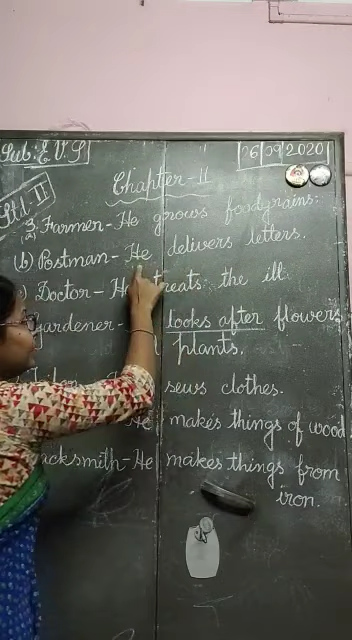 Sub: E.V.S
26/09/2020
Std. II
Chapter-11
3. (a) Farmer-He grows foodgrains.
(b) Postman-He delivers letters.
) Doctor-He treats the ill.
gardener- looks after flowers
plants.
sews clothes.
He makes things of wood
acksmith-He makes things from
iron.